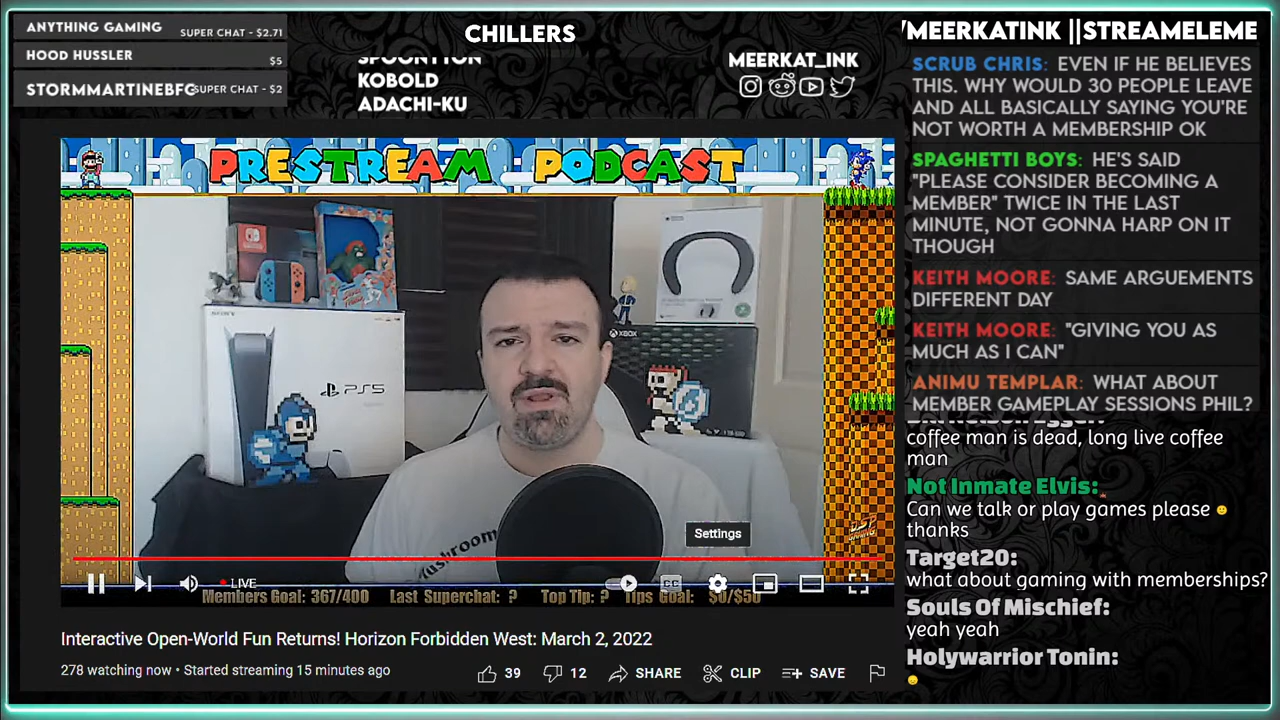 ANYTHING GAMING SUPER CHAT - $2.71
HOOD HUSSLER $5
STORMMARTINEBFC SUPER CHAT - $2
CHILLERS
SPOONTTON
KOBOLD
ADACHI-KU
MEERKAT_INK
/MEERKATINK ||STREAMELEME
PRESTREAM PODCAST
PS5
XBOX
mushroom
Settings
LIVE
CC
Members Goal: 367/400 Last Superchat: ? Top Tip: ? Tips Goal: $0/$50
Interactive Open-World Fun Returns! Horizon Forbidden West: March 2, 2022
278 watching now • Started streaming 15 minutes ago
39 12 SHARE CLIP SAVE
SCRUB CHRIS: EVEN IF HE BELIEVES
THIS. WHY WOULD 30 PEOPLE LEAVE
AND ALL BASICALLY SAYING YOU'RE
NOT WORTH A MEMBERSHIP OK
SPAGHETTI BOYS: HE'S SAID
"PLEASE CONSIDER BECOMING A
MEMBER" TWICE IN THE LAST
MINUTE, NOT GONNA HARP ON IT
THOUGH
KEITH MOORE: SAME ARGUEMENTS
DIFFERENT DAY
KEITH MOORE: "GIVING YOU AS
MUCH AS I CAN"
ANIMU TEMPLAR: WHAT ABOUT
MEMBER GAMEPLAY SESSIONS PHIL?
coffee man is dead, long live coffee
man
Not Inmate Elvis:
Can we talk or play games please
thanks
Target20:
what about gaming with memberships?
Souls Of Mischief:
yeah yeah
Holywarrior Tonin: